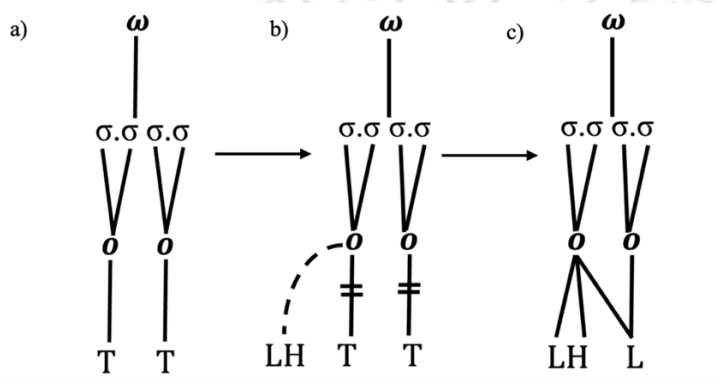 a) ω b) ω c) ω
σ.σ σ.σ σ.σ σ.σ σ.σ σ.σ
o o o o o o
T T LH T T LH L